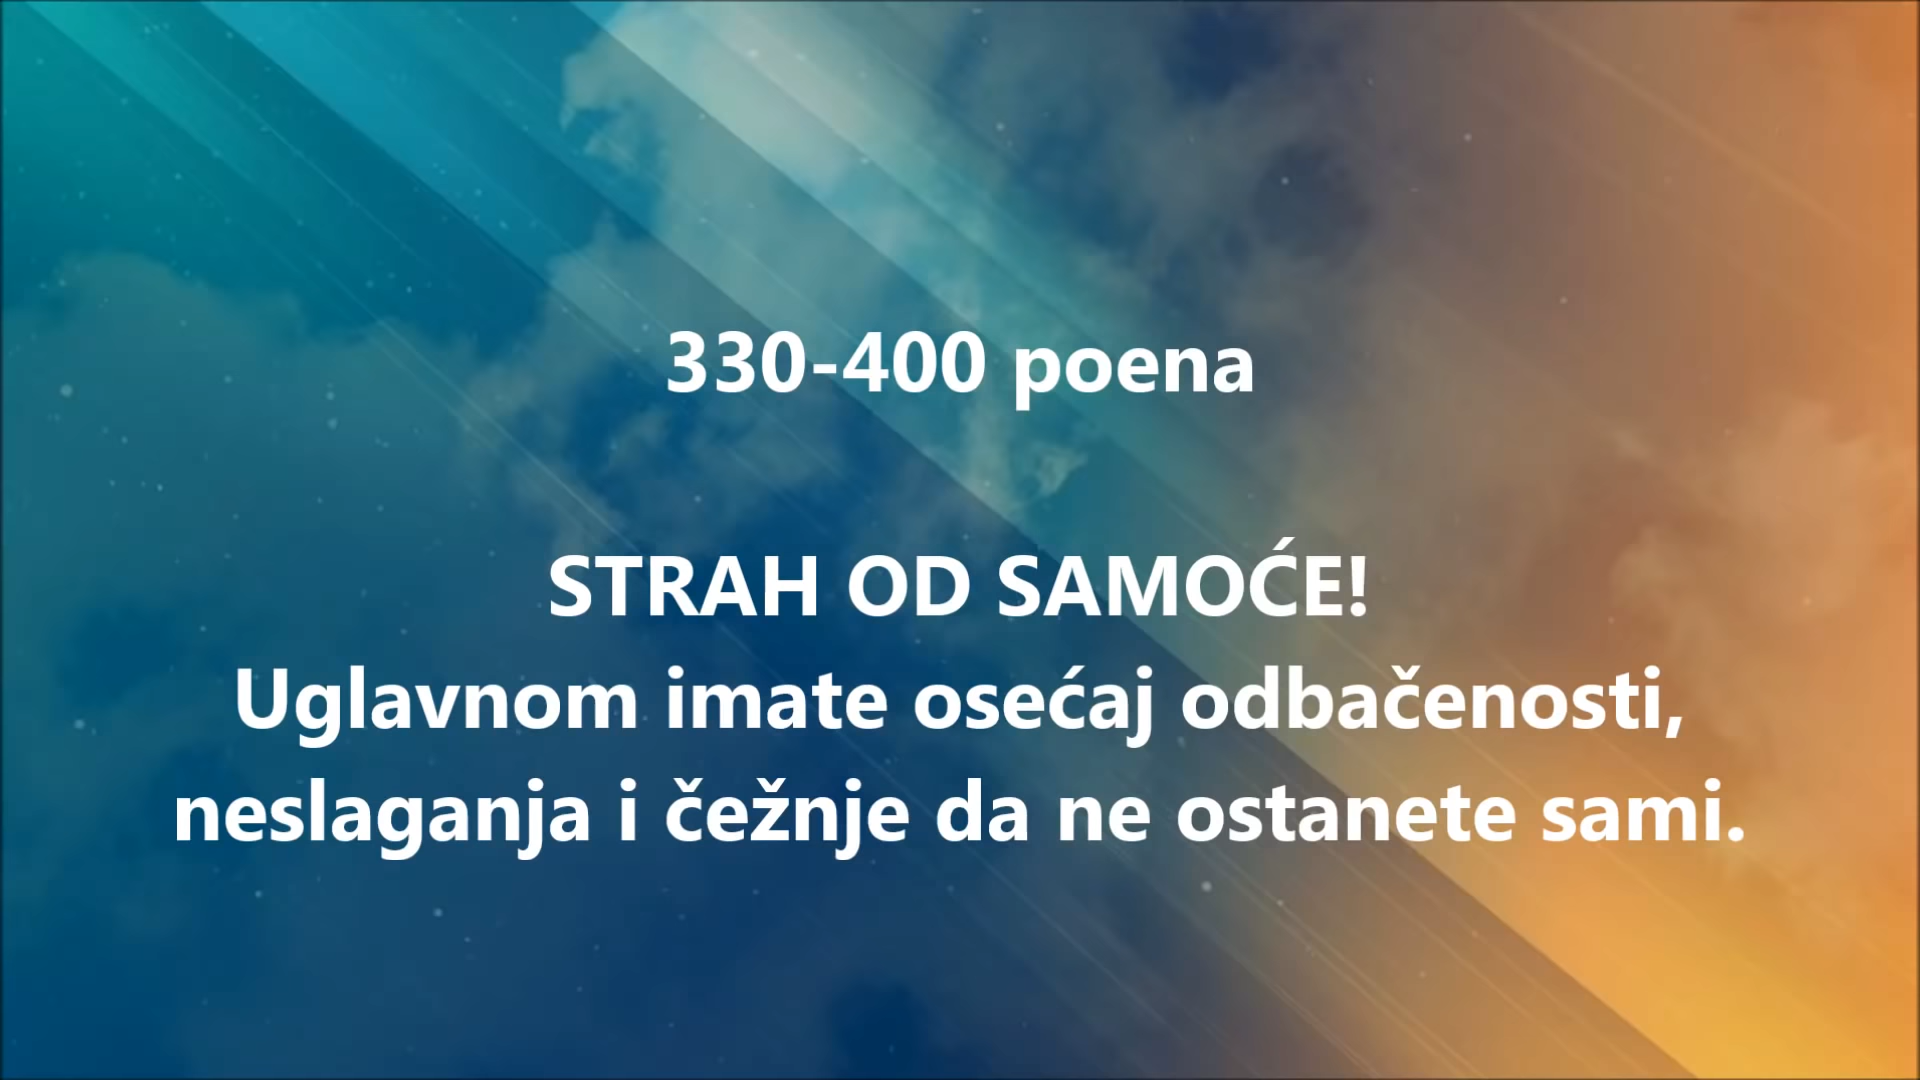 330-400 poena
STRAH OD SAMOĆE!
Uglavnom imate osećaj odbačenosti,
neslaganja i čežnje da ne ostanete sami.